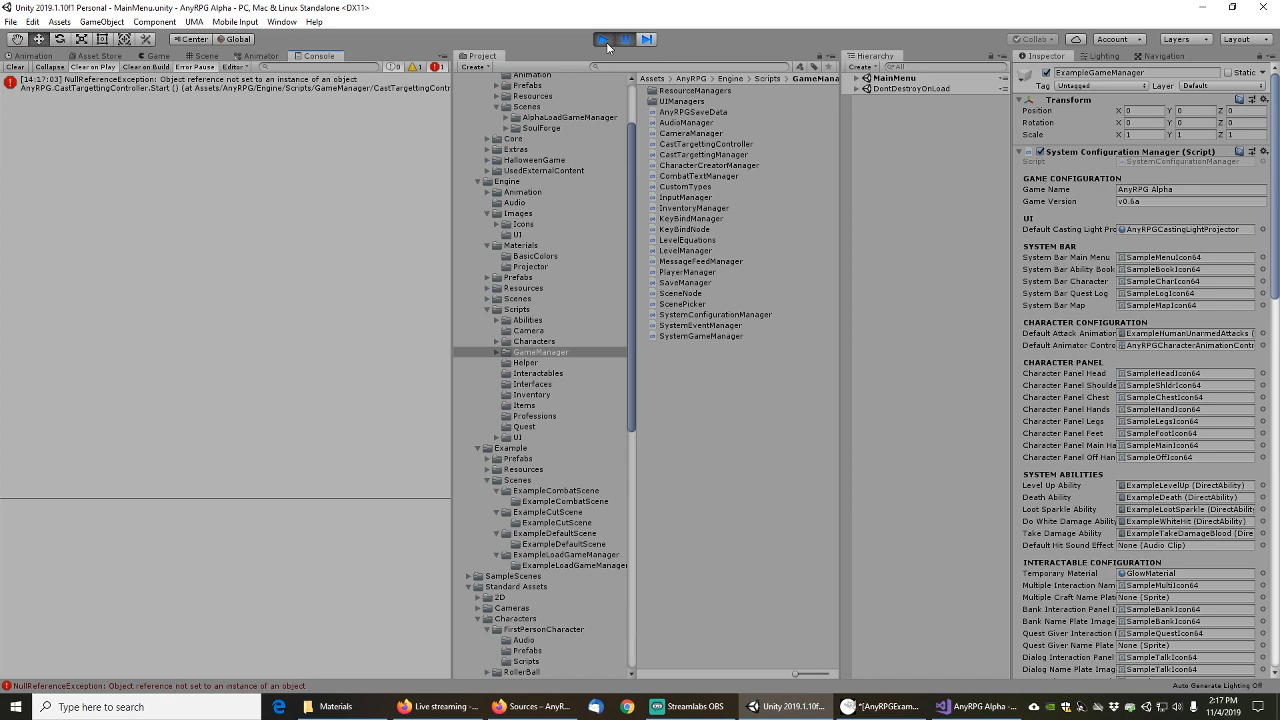 Unity 2019.1.10f1 Personal - MainMenu.unity - AnyRPG Alpha - PC, Mac & Linux Standalone <DX11>
File Edit Assets GameObject Component UMA Mobile Input Window Help
Center Global
Collab Account Layers Layout
Animation Asset Store Game Scene Animator Console
Clear Collapse Clear on Play Clear on Build Error Pause Editor 0 1 1
[14:17:03] NullReferenceException: Object reference not set to an instance of an object
AnyRPG.CastTargettingController.Start () (at Assets/AnyRPG/Engine/Scripts/GameManager/CastTargettingContr
Project
Create
Animation
Prefabs
Resources
Scenes
AlphaLoadGameManager
SoulForge
Core
Extras
HalloweenGame
UsedExternalContent
Engine
Animation
Audio
Images
Icons
UI
Materials
BasicColors
Projector
Prefabs
Resources
Scenes
Scripts
Abilities
Camera
Characters
GameManager
Helper
Interactables
Interfaces
Inventory
Items
Professions
Quest
UI
Example
Prefabs
Resources
Scenes
ExampleCombatScene
ExampleCombatScene
ExampleCutScene
ExampleCutScene
ExampleDefaultScene
ExampleDefaultScene
ExampleLoadGameManager
ExampleLoadGameManager
SampleScenes
Standard Assets
2D
Cameras
Characters
FirstPersonCharacter
Audio
Prefabs
Scripts
RollerBall
Assets AnyRPG Engine Scripts GameMana
ResourceManagers
UIManagers
AnyRPGSaveData
AudioManager
CameraManager
CastTargettingController
CastTargettingManager
CharacterCreatorManager
CombatTextManager
CustomTypes
InputManager
InventoryManager
KeyBindManager
KeyBindNode
LevelEquations
LevelManager
MessageFeedManager
PlayerManager
SaveManager
SceneNode
ScenePicker
SystemConfigurationManager
SystemEventManager
SystemGameManager
Hierarchy
Create All
MainMenu
DontDestroyOnLoad
Inspector Lighting Navigation
ExampleGameManager Static
Tag Untagged Layer Default
Transform
Position X 0 Y 0 Z 0
Rotation X 0 Y 0 Z 0
Scale X 1 Y 1 Z 1
System Configuration Manager (Script)
Script SystemConfigurationManager
GAME CONFIGURATION
Game Name AnyRPG Alpha
Game Version v0.6a
UI
Default Casting Light Pro AnyRPGCastingLightProjector
SYSTEM BAR
System Bar Main Menu SampleMenuIcon64
System Bar Ability Book SampleBookIcon64
System Bar Character SampleCharIcon64
System Bar Quest Log SampleLogIcon64
System Bar Map SampleMapIcon64
CHARACTER CONFIGURATION
Default Attack Animation ExampleHumanUnarmedAttacks (
Default Animator Contro AnyRPGCharacterAnimationContr
CHARACTER PANEL
Character Panel Head SampleHeadIcon64
Character Panel Shoulde SampleShldrIcon64
Character Panel Chest SampleChestIcon64
Character Panel Hands SampleHandIcon64
Character Panel Legs SampleLegsIcon64
Character Panel Feet SampleFootIcon64
Character Panel Main Ha SampleMainIcon64
Character Panel Off Han SampleOffIcon64
SYSTEM ABILITIES
Level Up Ability ExampleLevelUp (DirectAbility)
Death Ability ExampleDeath (DirectAbility)
Loot Sparkle Ability ExampleLootSparkle (DirectAbility
Do White Damage Ability ExampleWhiteHit (DirectAbility)
Take Damage Ability ExampleTakeDamageBlood (Dire
Default Hit Sound Effect None (Audio Clip)
INTERACTABLE CONFIGURATION
Temporary Material GlowMaterial
Multiple Interaction Nam SampleMultiIcon64
Multiple Craft Name Plat None (Sprite)
Bank Interaction Panel I SampleBankIcon64
Bank Name Plate Image SampleBankIcon64
Quest Giver Interaction SampleQuestIcon64
Quest Giver Name Plate None (Sprite)
Dialog Interaction Panel SampleTalkIcon64
Dialog Name Plate Imag SampleTalkIcon64
NullReferenceException: Object reference not set to an instance of an object
Auto Generate Lighting Off
Type here to search
Materials
Live streaming -...
Sources – AnyR...
Streamlabs OBS
Unity 2019.1.10f...
*[AnyRPGExam...
AnyRPG Alpha -...
2:17 PM
11/4/2019